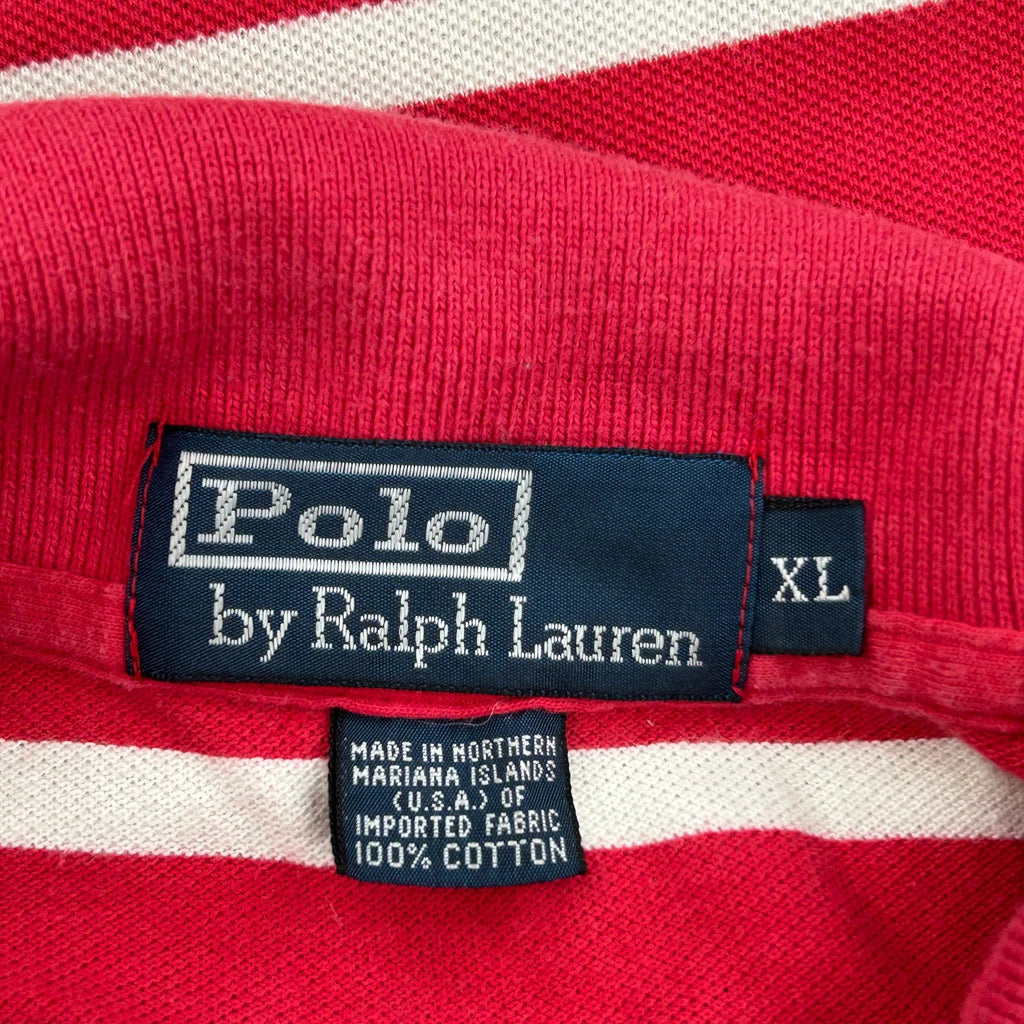 Polo
by Ralph Lauren
XL
MADE IN NORTHERN
MARIANA ISLANDS
(U.S.A.) OF
IMPORTED FABRIC
100% COTTON